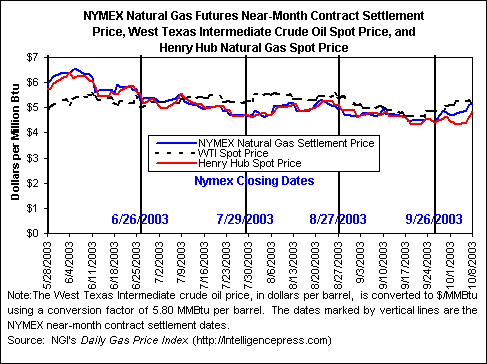 NYMEX Natural Gas Futures Near-Month Contract Settlement
Price, West Texas Intermediate Crude Oil Spot Price, and
Henry Hub Natural Gas Spot Price
Dollars per Million Btu
$7
$6
$5
$4
$3
$2
$1
$0
NYMEX Natural Gas Settlement Price
WTI Spot Price
Henry Hub Spot Price
Nymex Closing Dates
6/26/2003
7/29/2003
8/27/2003
9/26/2003
5/28/2003
6/4/2003
6/11/2003
6/18/2003
6/25/2003
7/2/2003
7/9/2003
7/16/2003
7/23/2003
7/30/2003
8/6/2003
8/13/2003
8/20/2003
8/27/2003
9/3/2003
9/10/2003
9/17/2003
9/24/2003
10/1/2003
10/8/2003
Note:The West Texas Intermediate crude oil price, in dollars per barrel, is converted to $/MMBtu
using a conversion factor of 5.80 MMBtu per barrel. The dates marked by vertical lines are the
NYMEX near-month contract settlement dates.
Source: NGI's Daily Gas Price Index (http://intelligencepress.com)